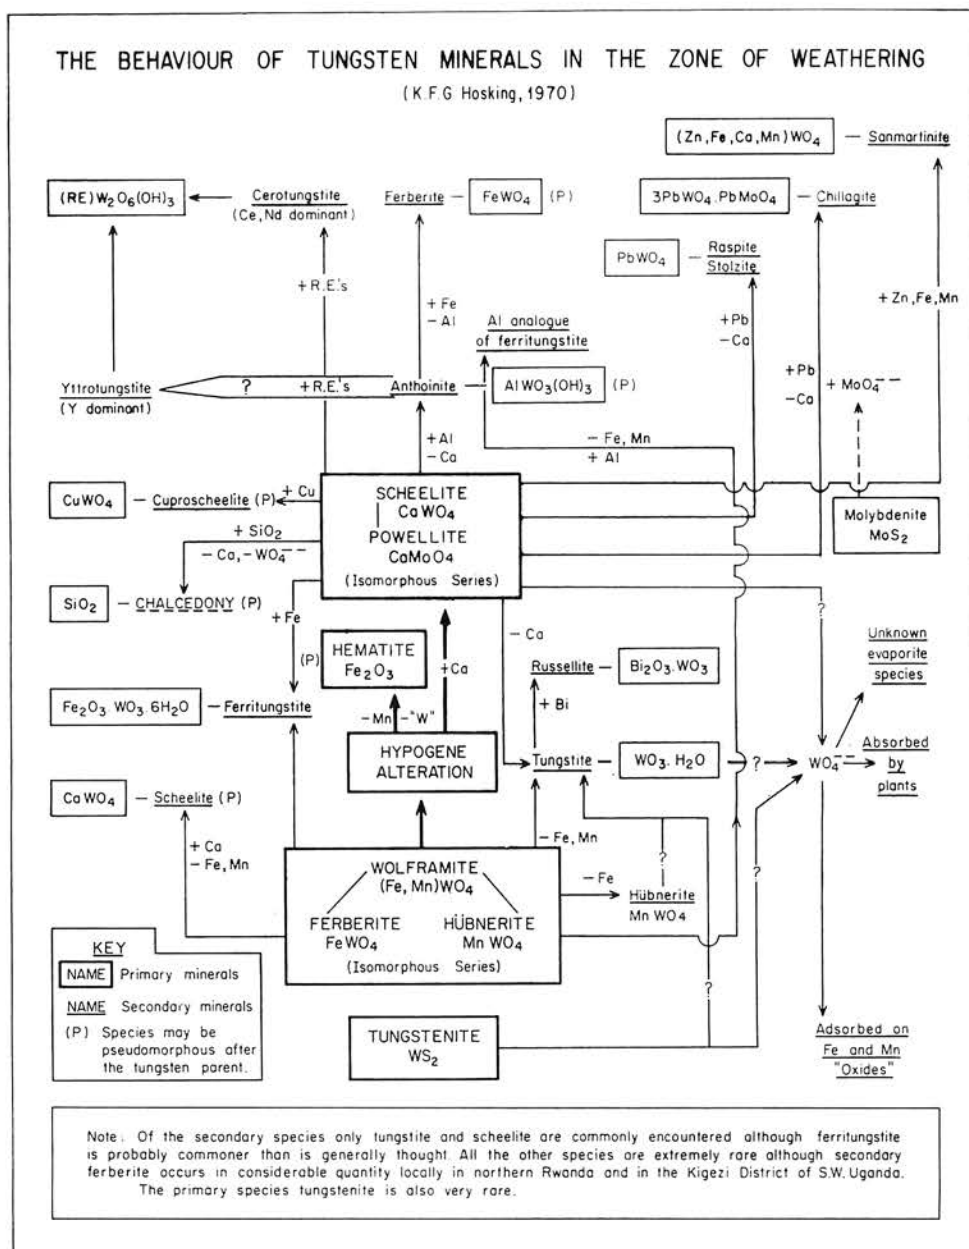 THE BEHAVIOUR OF TUNGSTEN MINERALS IN THE ZONE OF WEATHERING
(K.F.G Hosking, 1970)
(Zn,Fe,Ca,Mn)WO4 — Sanmartinite
(RE)W2O6(OH)3
Cerotungstite
(Ce,Nd dominant)
Ferberite — FeWO4 (P)
3PbWO4.PbMoO4 — Chillagite
PbWO4 — Raspite
Stolzite
+R.E.'s
+ Fe
– Al
Al analogue
of ferritungstite
+Pb
–Ca
+ Zn,Fe,Mn
+Pb
–Ca
+ MoO4--
Yttrotungstite
(Y dominant)
?
+R.E.'s
Anthoinite — AlWO3(OH)3 (P)
+Al
– Ca
– Fe, Mn
+ Al
CuWO4 — Cuproscheelite (P)
+ Cu
SCHEELITE
CaWO4
POWELLITE
CaMoO4
(Isomorphous Series)
Molybdenite
MoS2
+ SiO2
– Ca,–WO4--
SiO2 — CHALCEDONY (P)
+Fe
(P)
– Ca
?
HEMATITE
Fe2O3
+Ca
Russellite — Bi2O3.WO3
+ Bi
Unknown
evaporite
species
Fe2O3.WO3.6H2O — Ferritungstite
–Mn
–"W"
HYPOGENE
ALTERATION
Tungstite — WO3.H2O
?
WO4--
Absorbed
by
plants
CaWO4 — Scheelite (P)
+ Ca
– Fe, Mn
– Fe, Mn
WOLFRAMITE
(Fe, Mn)WO4
FERBERITE
FeWO4
HÜBNERITE
Mn WO4
(Isomorphous Series)
– Fe
?
Hübnerite
Mn WO4
?
?
KEY
NAME Primary minerals
NAME Secondary minerals
(P) Species may be
pseudomorphous after
the tungsten parent.
TUNGSTENITE
WS2
Adsorbed on
Fe and Mn
"Oxides"
Note. Of the secondary species only tungstite and scheelite are commonly encountered although ferritungstite
is probably commoner than is generally thought. All the other species are extremely rare although secondary
ferberite occurs in considerable quantity locally in northern Rwanda and in the Kigezi District of S.W. Uganda.
The primary species tungstenite is also very rare.